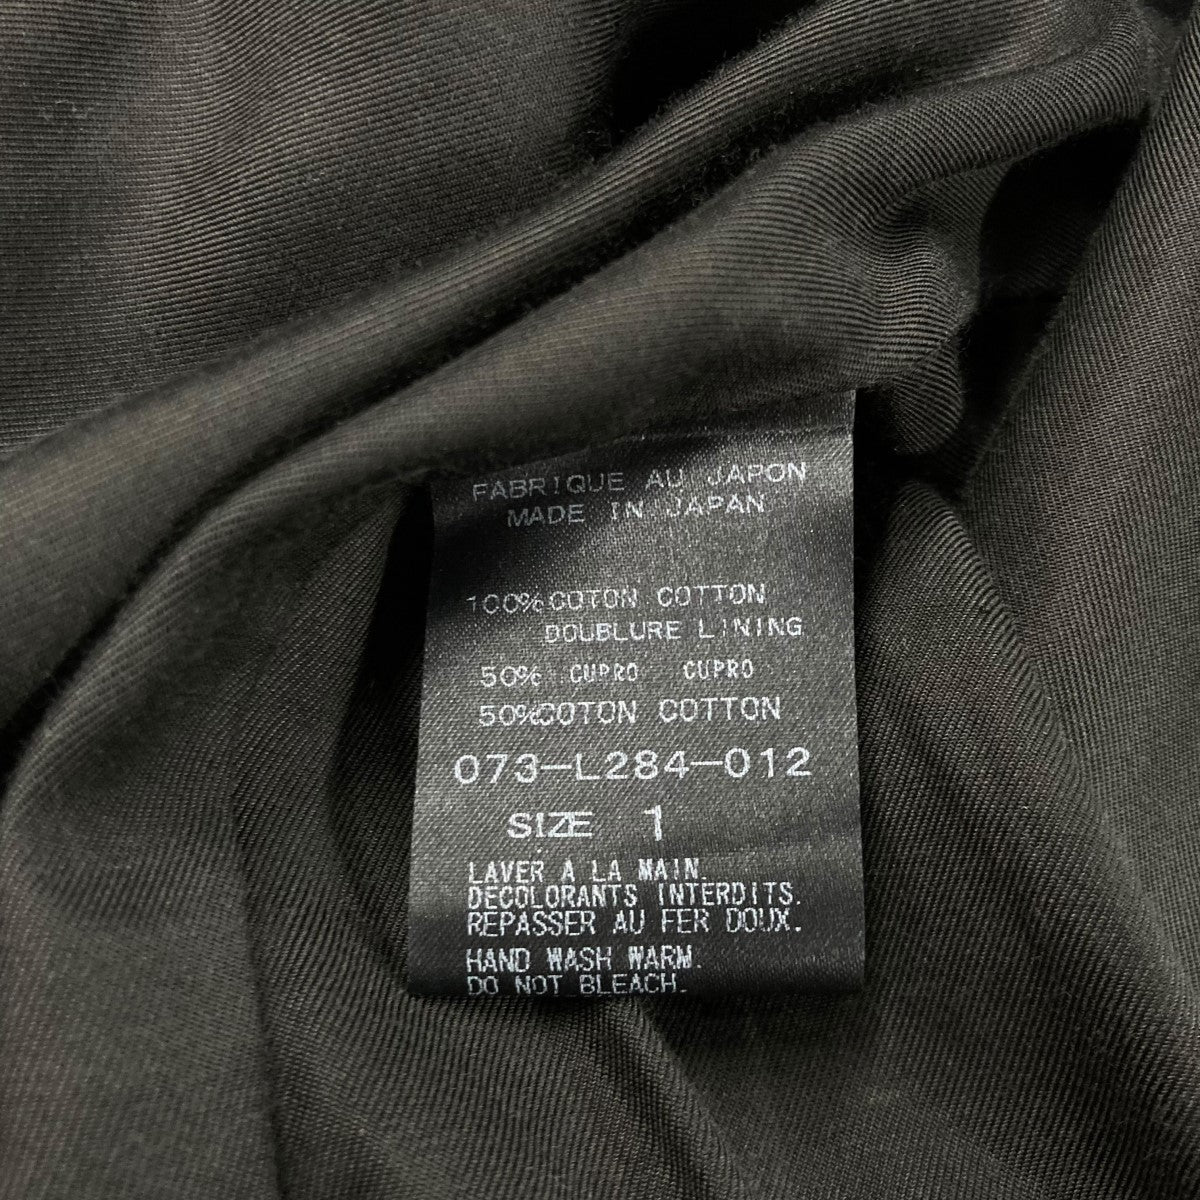 FABRIQUE AU JAPON
MADE IN JAPAN
100%COTON COTTON
DOUBLURE LINING
50% CUPRO CUPRO
50%COTON COTTON
073-L284-012
SIZE 1
LAVER A LA MAIN.
DECOLORANTS INTERDITS.
REPASSER AU FER DOUX.
HAND WASH WARM.
DO NOT BLEACH.